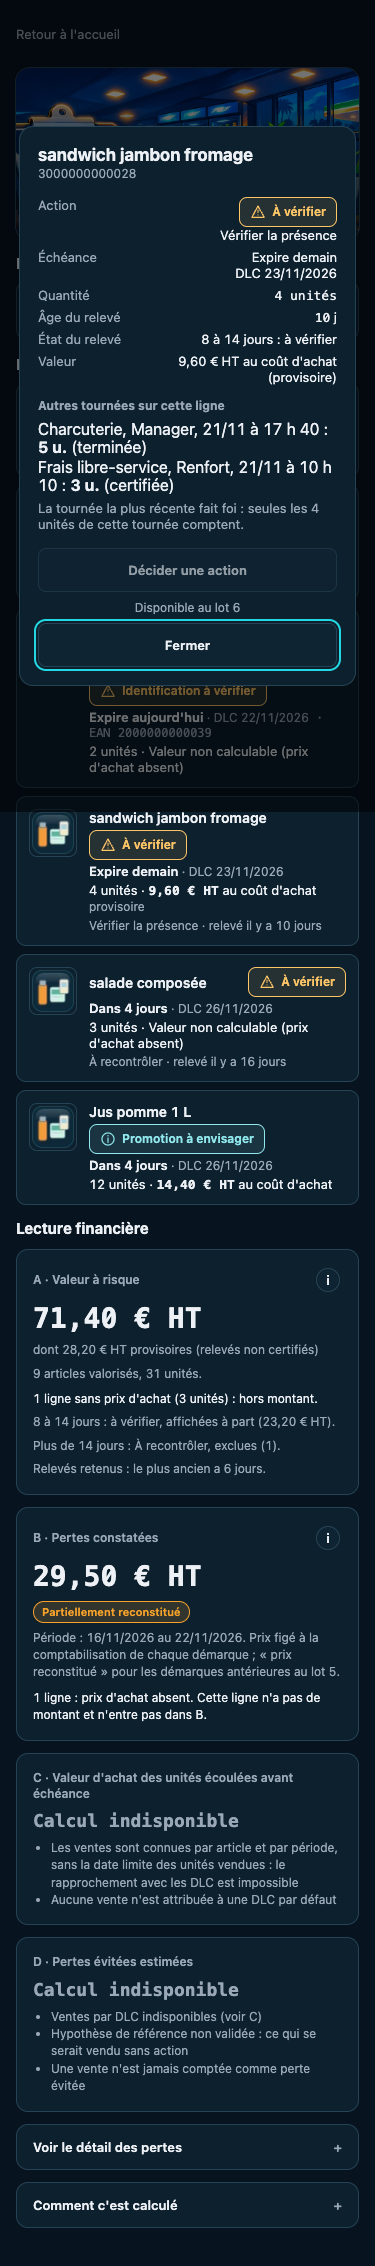 Retour à l'accueil
sandwich jambon fromage
3000000000028
Action
À vérifier
Vérifier la présence
Échéance
Expire demain
DLC 23/11/2026
Quantité
4 unités
Âge du relevé
10 j
État du relevé
8 à 14 jours : à vérifier
Valeur
9,60 € HT au coût d'achat
(provisoire)
Autres tournées sur cette ligne
Charcuterie, Manager, 21/11 à 17 h 40 :
5 u. (terminée)
Frais libre-service, Renfort, 21/11 à 10 h
10 : 3 u. (certifiée)
La tournée la plus récente fait foi : seules les 4
unités de cette tournée comptent.
Décider une action
Disponible au lot 6
Fermer
Identification à vérifier
Expire aujourd'hui · DLC 22/11/2026 ·
EAN 2000000000039
2 unités · Valeur non calculable (prix
d'achat absent)
sandwich jambon fromage
À vérifier
Expire demain · DLC 23/11/2026
4 unités · 9,60 € HT au coût d'achat
provisoire
Vérifier la présence · relevé il y a 10 jours
salade composée
À vérifier
Dans 4 jours · DLC 26/11/2026
3 unités · Valeur non calculable (prix
d'achat absent)
À recontrôler · relevé il y a 16 jours
Jus pomme 1 L
Promotion à envisager
Dans 4 jours · DLC 26/11/2026
12 unités · 14,40 € HT au coût d'achat
Lecture financière
A · Valeur à risque
i
71,40 € HT
dont 28,20 € HT provisoires (relevés non certifiés)
9 articles valorisés, 31 unités.
1 ligne sans prix d'achat (3 unités) : hors montant.
8 à 14 jours : à vérifier, affichées à part (23,20 € HT).
Plus de 14 jours : À recontrôler, exclues (1).
Relevés retenus : le plus ancien a 6 jours.
B · Pertes constatées
i
29,50 € HT
Partiellement reconstitué
Période : 16/11/2026 au 22/11/2026. Prix figé à la
comptabilisation de chaque démarque ; « prix
reconstitué » pour les démarques antérieures au lot 5.
1 ligne : prix d'achat absent. Cette ligne n'a pas de
montant et n'entre pas dans B.
C · Valeur d'achat des unités écoulées avant
échéance
Calcul indisponible
• Les ventes sont connues par article et par période,
sans la date limite des unités vendues : le
rapprochement avec les DLC est impossible
• Aucune vente n'est attribuée à une DLC par défaut
D · Pertes évitées estimées
Calcul indisponible
• Ventes par DLC indisponibles (voir C)
• Hypothèse de référence non validée : ce qui se
serait vendu sans action
• Une vente n'est jamais comptée comme perte
évitée
Voir le détail des pertes +
Comment c'est calculé +